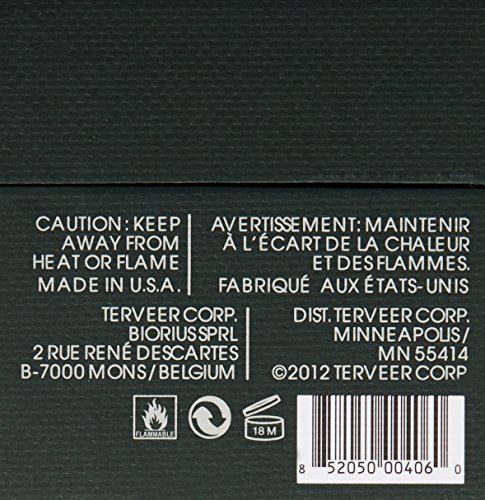 CAUTION: KEEP
AWAY FROM
HEAT OR FLAME
MADE IN U.S.A.
AVERTISSEMENT: MAINTENIR
À L'ÉCART DE LA CHALEUR
ET DES FLAMMES.
FABRIQUÉ AUX ÉTATS-UNIS
TERVEER CORP.
BIORIUS SPRL
2 RUE RENÉ DESCARTES
B-7000 MONS / BELGIUM
DIST. TERVEER CORP.
MINNEAPOLIS /
MN 55414
©2012 TERVEER CORP
FLAMMABLE
18 M
8 52050 00406 0